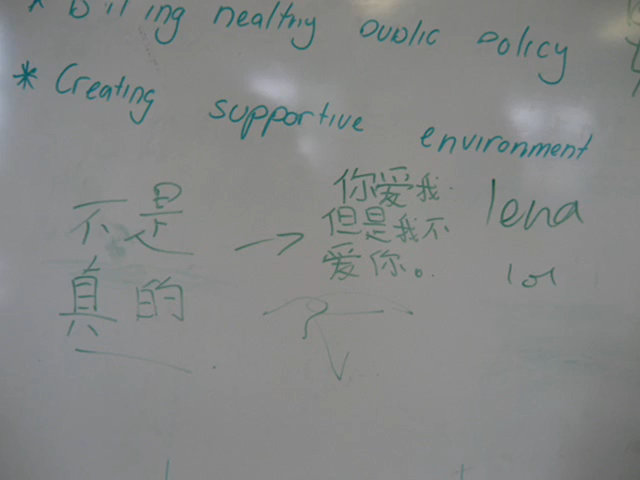 healthy public policy
* Creating supportive environment
不是
真的
你爱我.
但是我不
爱你。
lena
lol
?